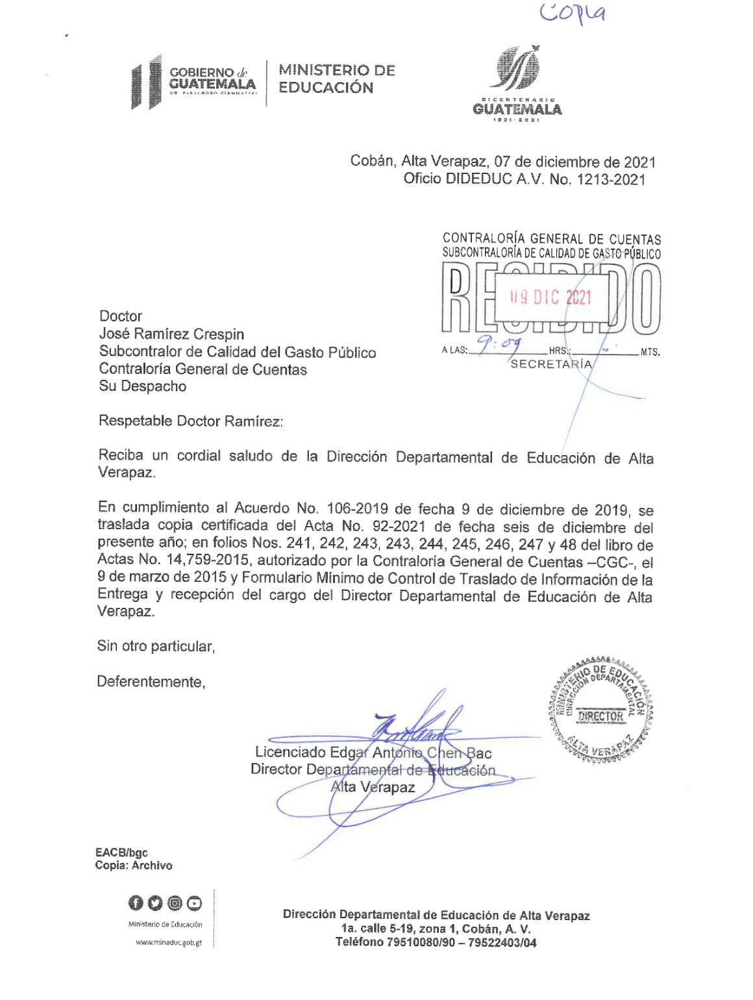 Copia
GOBIERNO de
GUATEMALA
DR. ALEJANDRO GIAMMATTEI
MINISTERIO DE
EDUCACIÓN
BICENTENARIO
GUATEMALA
1821-2021
Cobán, Alta Verapaz, 07 de diciembre de 2021
Oficio DIDEDUC A.V. No. 1213-2021
CONTRALORÍA GENERAL DE CUENTAS
SUBCONTRALORÍA DE CALIDAD DE GASTO PÚBLICO
RECIBIDO
09 DIC 2021
A LAS: 9:09 HRS.: MTS.
SECRETARÍA
Doctor
José Ramírez Crespin
Subcontralor de Calidad del Gasto Público
Contraloría General de Cuentas
Su Despacho
Respetable Doctor Ramírez:
Reciba un cordial saludo de la Dirección Departamental de Educación de Alta
Verapaz.
En cumplimiento al Acuerdo No. 106-2019 de fecha 9 de diciembre de 2019, se
traslada copia certificada del Acta No. 92-2021 de fecha seis de diciembre del
presente año; en folios Nos. 241, 242, 243, 243, 244, 245, 246, 247 y 48 del libro de
Actas No. 14,759-2015, autorizado por la Contraloría General de Cuentas –CGC-, el
9 de marzo de 2015 y Formulario Mínimo de Control de Traslado de Información de la
Entrega y recepción del cargo del Director Departamental de Educación de Alta
Verapaz.
Sin otro particular,
Deferentemente,
MINISTERIO DE EDUCACIÓN
DIRECCIÓN DEPARTAMENTAL
DIRECTOR
ALTA VERAPAZ
Licenciado Edgar Antonio Chen Bac
Director Departamental de Educación
Alta Verapaz
EACB/bgc
Copia: Archivo
Ministerio de Educación
www.mineduc.gob.gt
Dirección Departamental de Educación de Alta Verapaz
1a. calle 5-19, zona 1, Cobán, A. V.
Teléfono 79510080/90 – 79522403/04